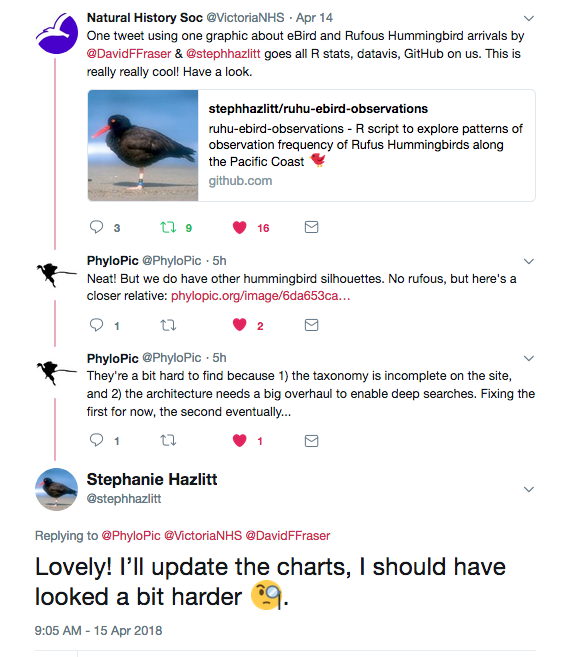 Natural History Soc @VictoriaNHS · Apr 14
One tweet using one graphic about eBird and Rufous Hummingbird arrivals by
@DavidFFraser & @stephhazlitt goes all R stats, datavis, GitHub on us. This is
really really cool! Have a look.
stephhazlitt/ruhu-ebird-observations
ruhu-ebird-observations - R script to explore patterns of
observation frequency of Rufus Hummingbirds along
the Pacific Coast 🐦
github.com
3 9 16
PhyloPic @PhyloPic · 5h
Neat! But we do have other hummingbird silhouettes. No rufous, but here's a
closer relative: phylopic.org/image/6da653ca…
1 2
PhyloPic @PhyloPic · 5h
They're a bit hard to find because 1) the taxonomy is incomplete on the site,
and 2) the architecture needs a big overhaul to enable deep searches. Fixing the
first for now, the second eventually...
1 1
Stephanie Hazlitt
@stephhazlitt
Replying to @PhyloPic @VictoriaNHS @DavidFFraser
Lovely! I’ll update the charts, I should have
looked a bit harder 🧐.
9:05 AM - 15 Apr 2018